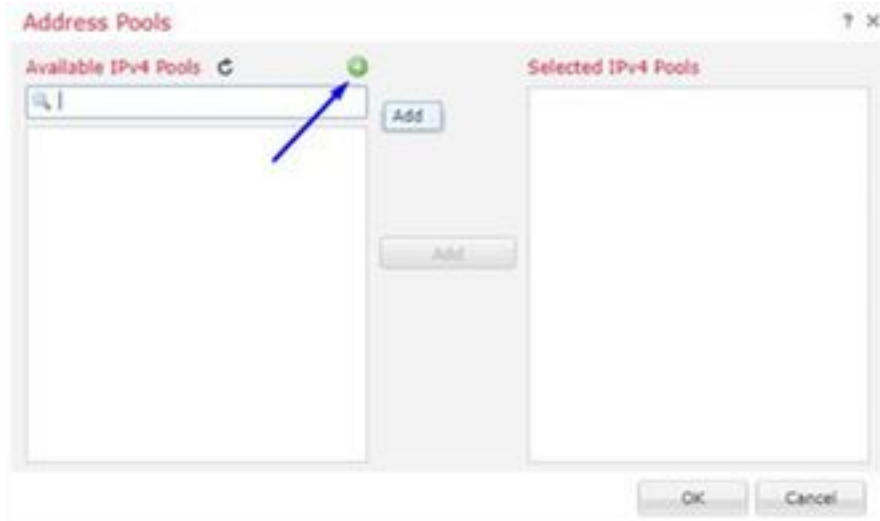 Address Pools
? ×
Available IPv4 Pools
Selected IPv4 Pools
Add
Add
OK
Cancel